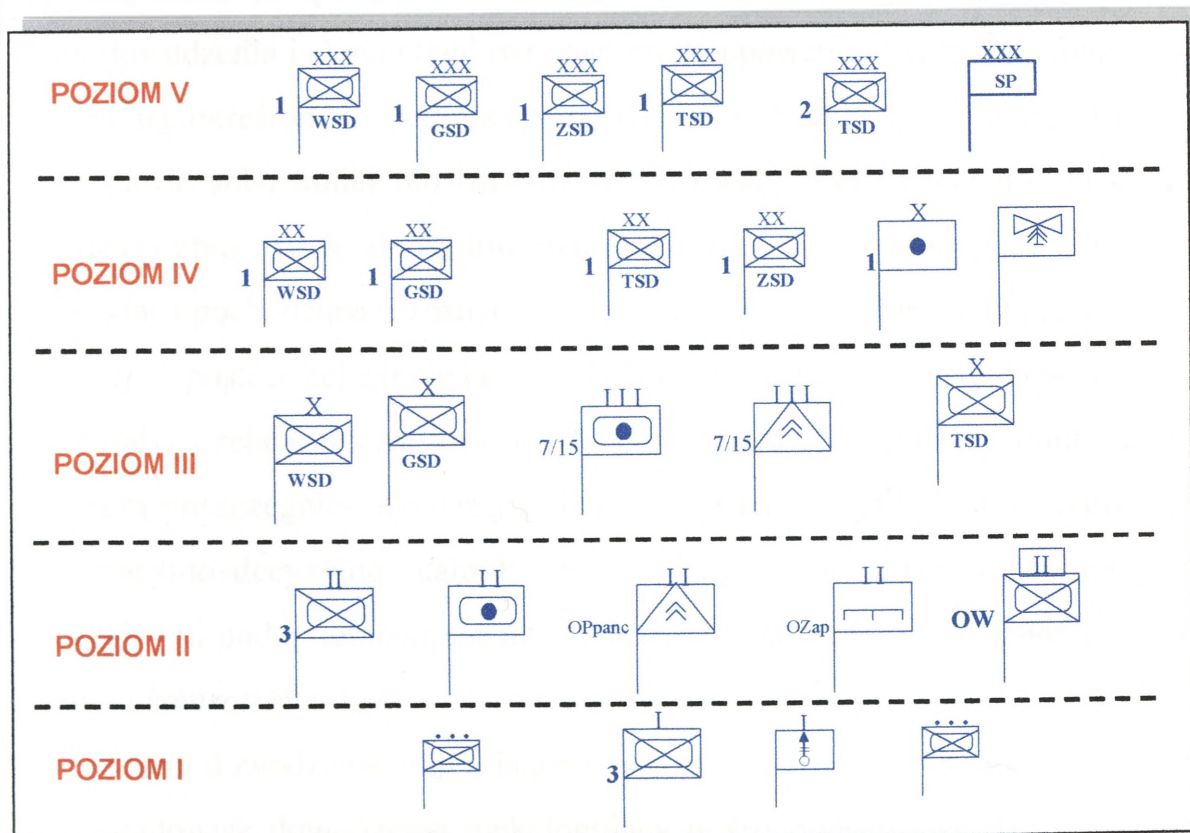 POZIOM V
XXX XXX XXX XXX XXX XXX
1 WSD 1 GSD 1 ZSD 1 TSD 2 TSD SP
POZIOM IV
XX XX XX XX X
1 WSD 1 GSD 1 TSD 1 ZSD 1
POZIOM III
X X III III X
WSD GSD 7/15 7/15 TSD
POZIOM II
II II II II II
3 OPpanc OZap OW
POZIOM I
I I
3